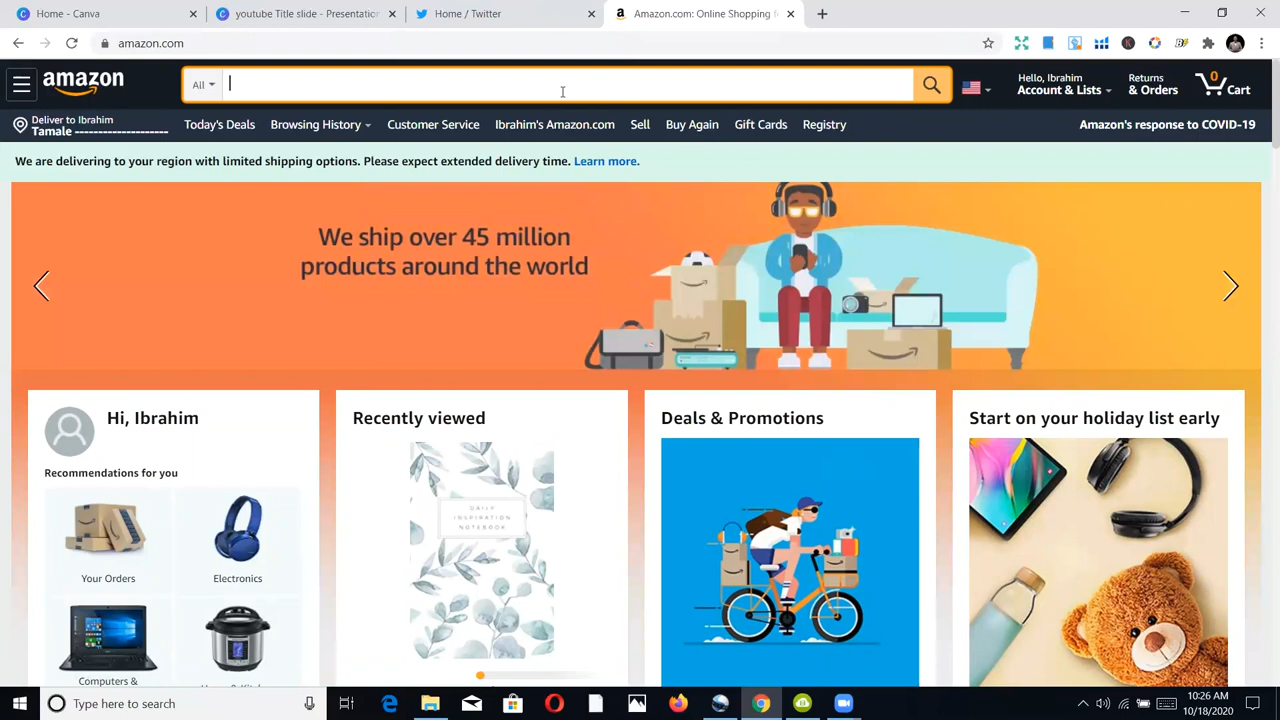 Home - Canva
youtube Title slide - Presentation
Home / Twitter
Amazon.com: Online Shopping f
amazon.com
amazon
All
Hello, Ibrahim
Account & Lists
Returns
& Orders
0
Cart
Deliver to Ibrahim
Tamale
Today's Deals
Browsing History
Customer Service
Ibrahim's Amazon.com
Sell
Buy Again
Gift Cards
Registry
Amazon's response to COVID-19
We are delivering to your region with limited shipping options. Please expect extended delivery time. Learn more.
We ship over 45 million
products around the world
Hi, Ibrahim
Recommendations for you
Your Orders
Electronics
Computers &
Recently viewed
DAILY
INSPIRATION
NOTEBOOK
Deals & Promotions
Start on your holiday list early
Type here to search
10:26 AM
10/18/2020